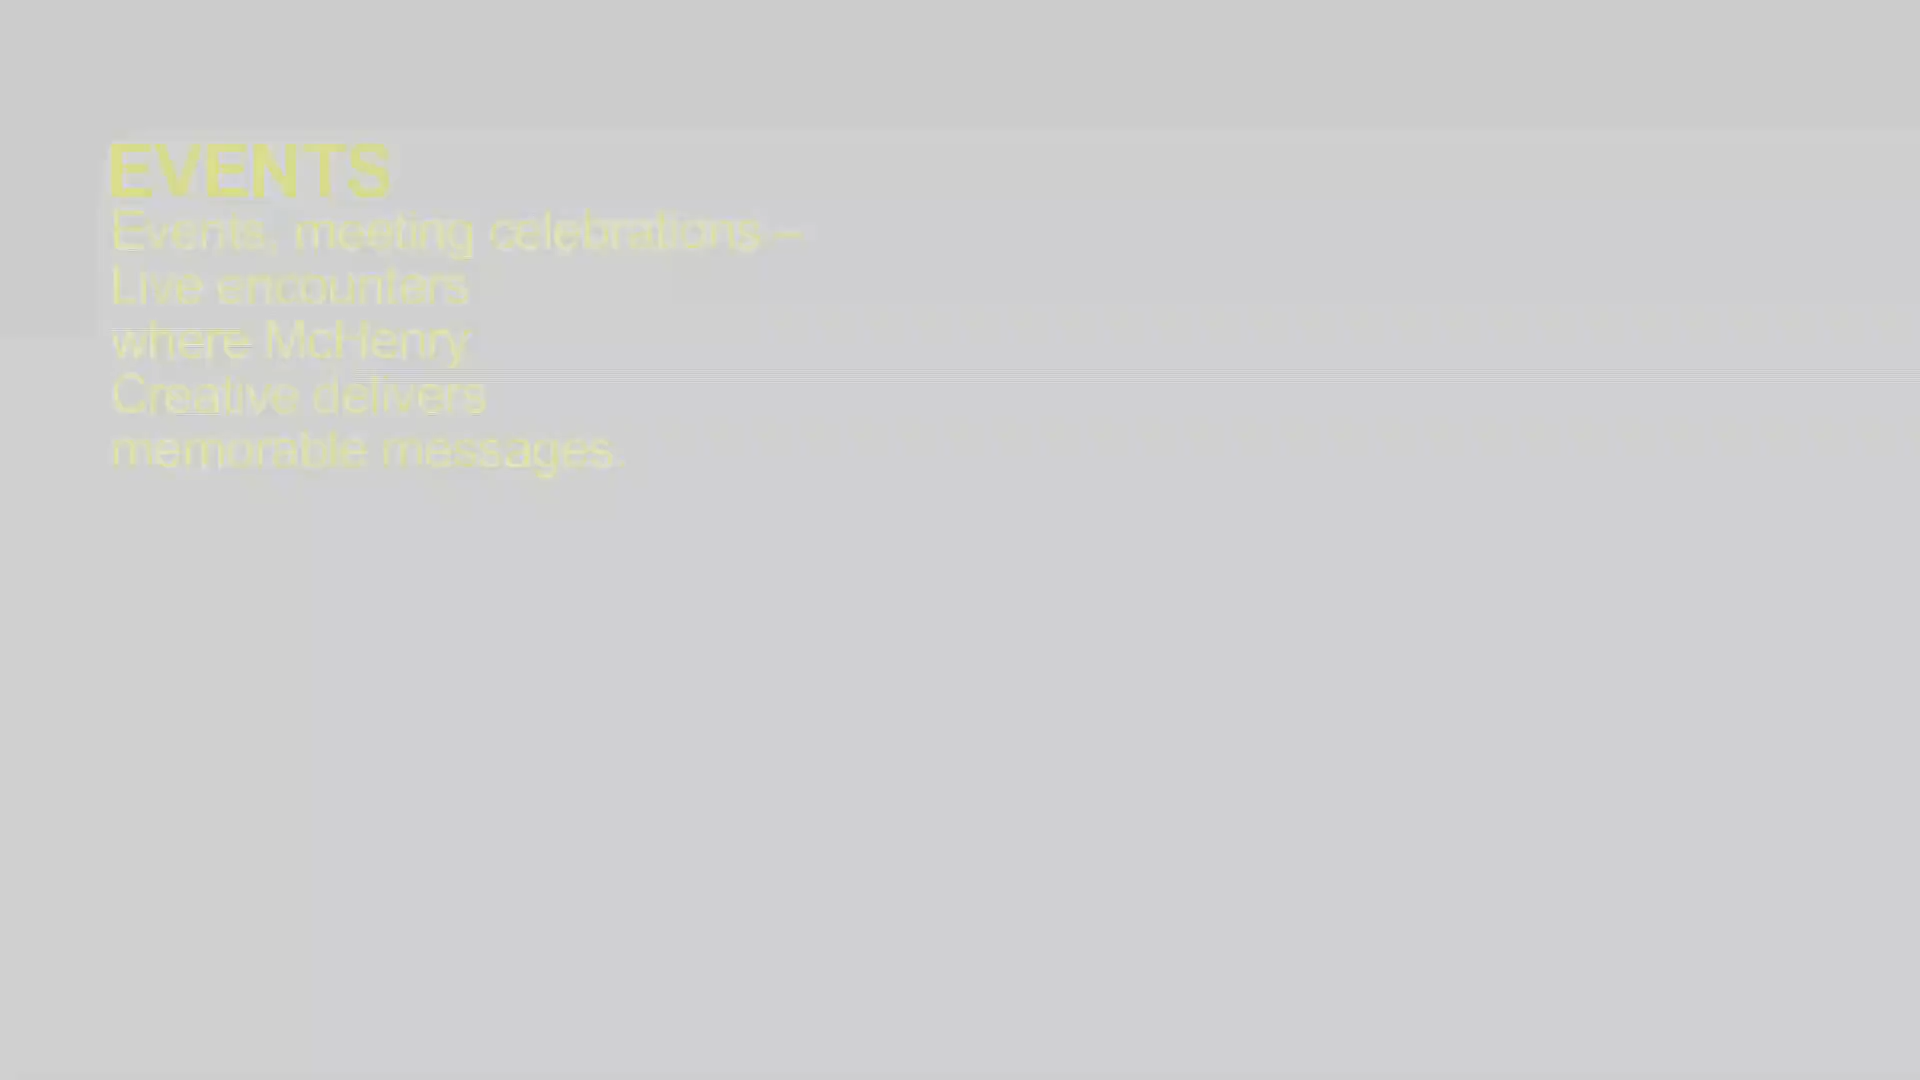 EVENTS
Events, meeting celebrations –
Live encounters
where McHenry
Creative delivers
memorable messages.